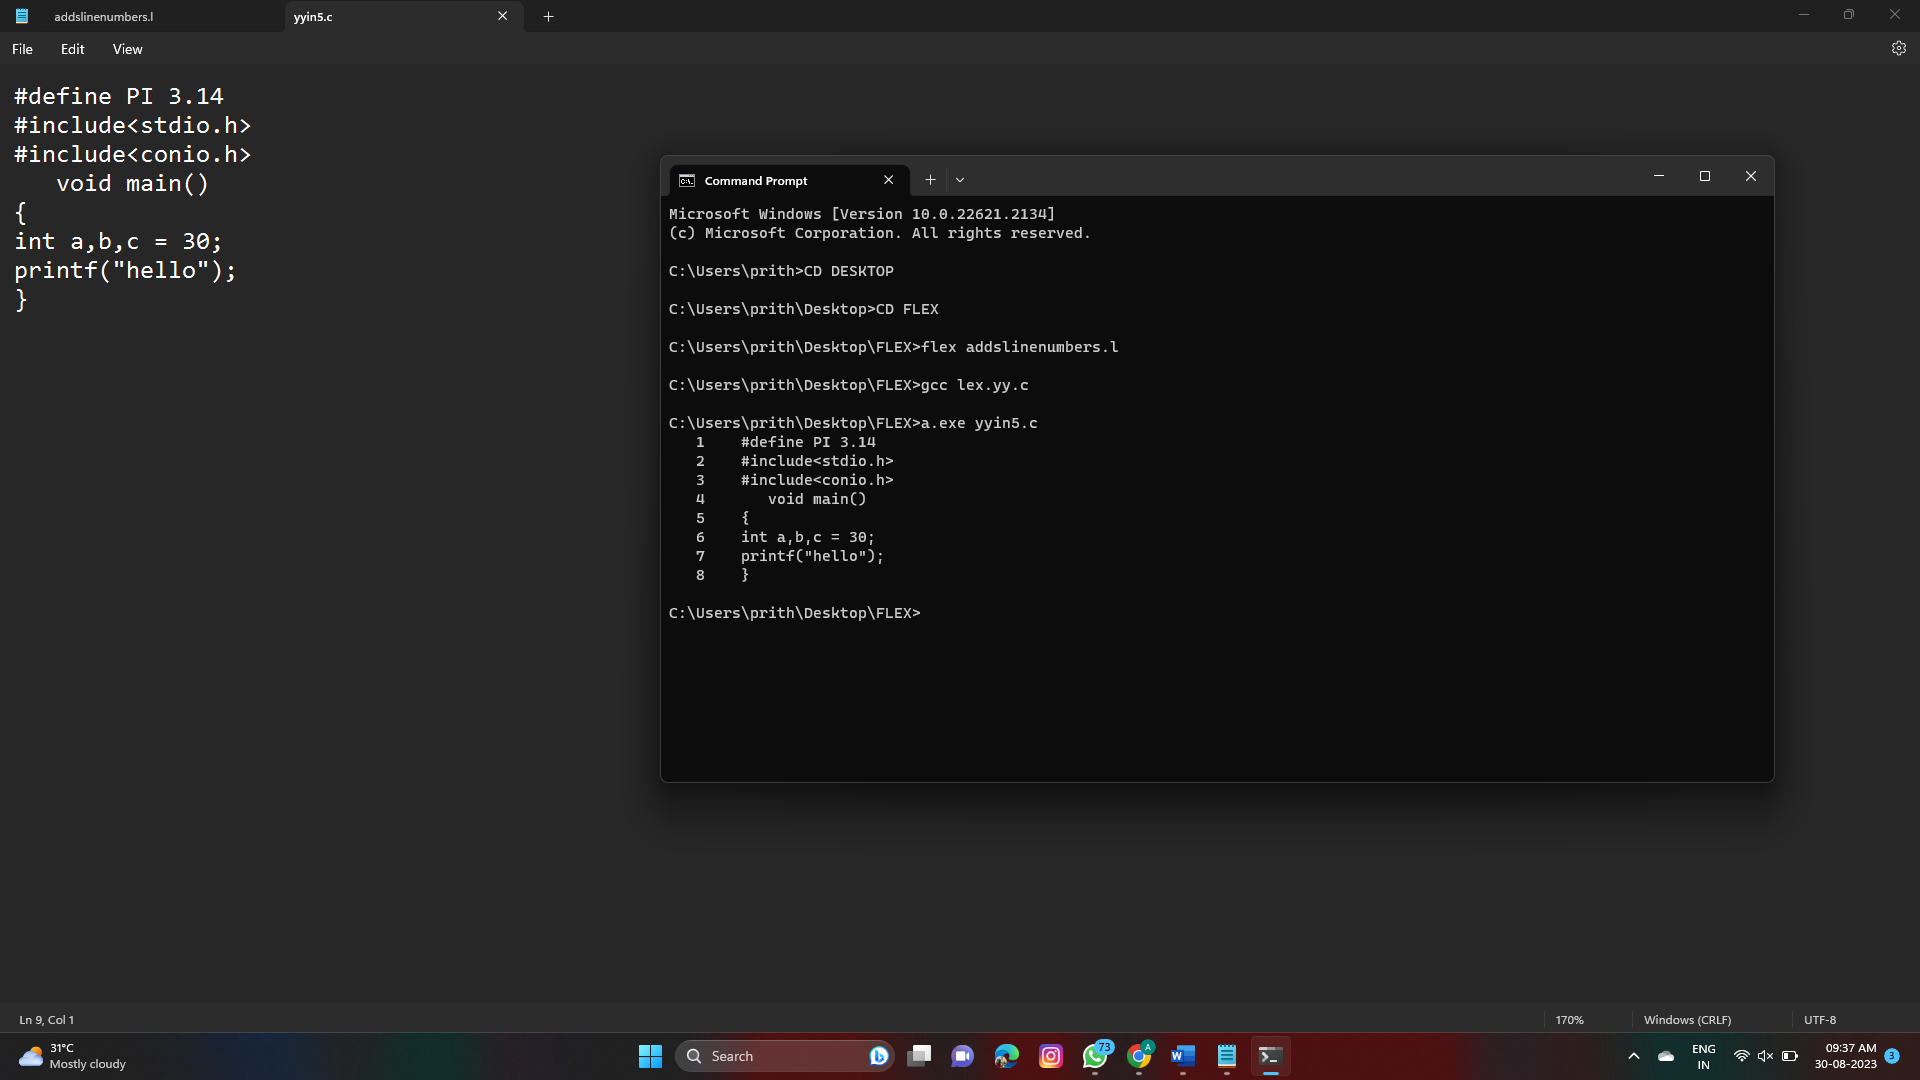 addslinenumbers.l
yyin5.c
File Edit View
#define PI 3.14
#include<stdio.h>
#include<conio.h>
   void main()
{
int a,b,c = 30;
printf("hello");
}
Command Prompt
Microsoft Windows [Version 10.0.22621.2134]
(c) Microsoft Corporation. All rights reserved.
C:\Users\prith>CD DESKTOP
C:\Users\prith\Desktop>CD FLEX
C:\Users\prith\Desktop\FLEX>flex addslinenumbers.l
C:\Users\prith\Desktop\FLEX>gcc lex.yy.c
C:\Users\prith\Desktop\FLEX>a.exe yyin5.c
   1    #define PI 3.14
   2    #include<stdio.h>
   3    #include<conio.h>
   4       void main()
   5    {
   6    int a,b,c = 30;
   7    printf("hello");
   8    }
C:\Users\prith\Desktop\FLEX>
Ln 9, Col 1
170%
Windows (CRLF)
UTF-8
31°C
Mostly cloudy
Search
73
A
ENG
IN
09:37 AM
30-08-2023
3